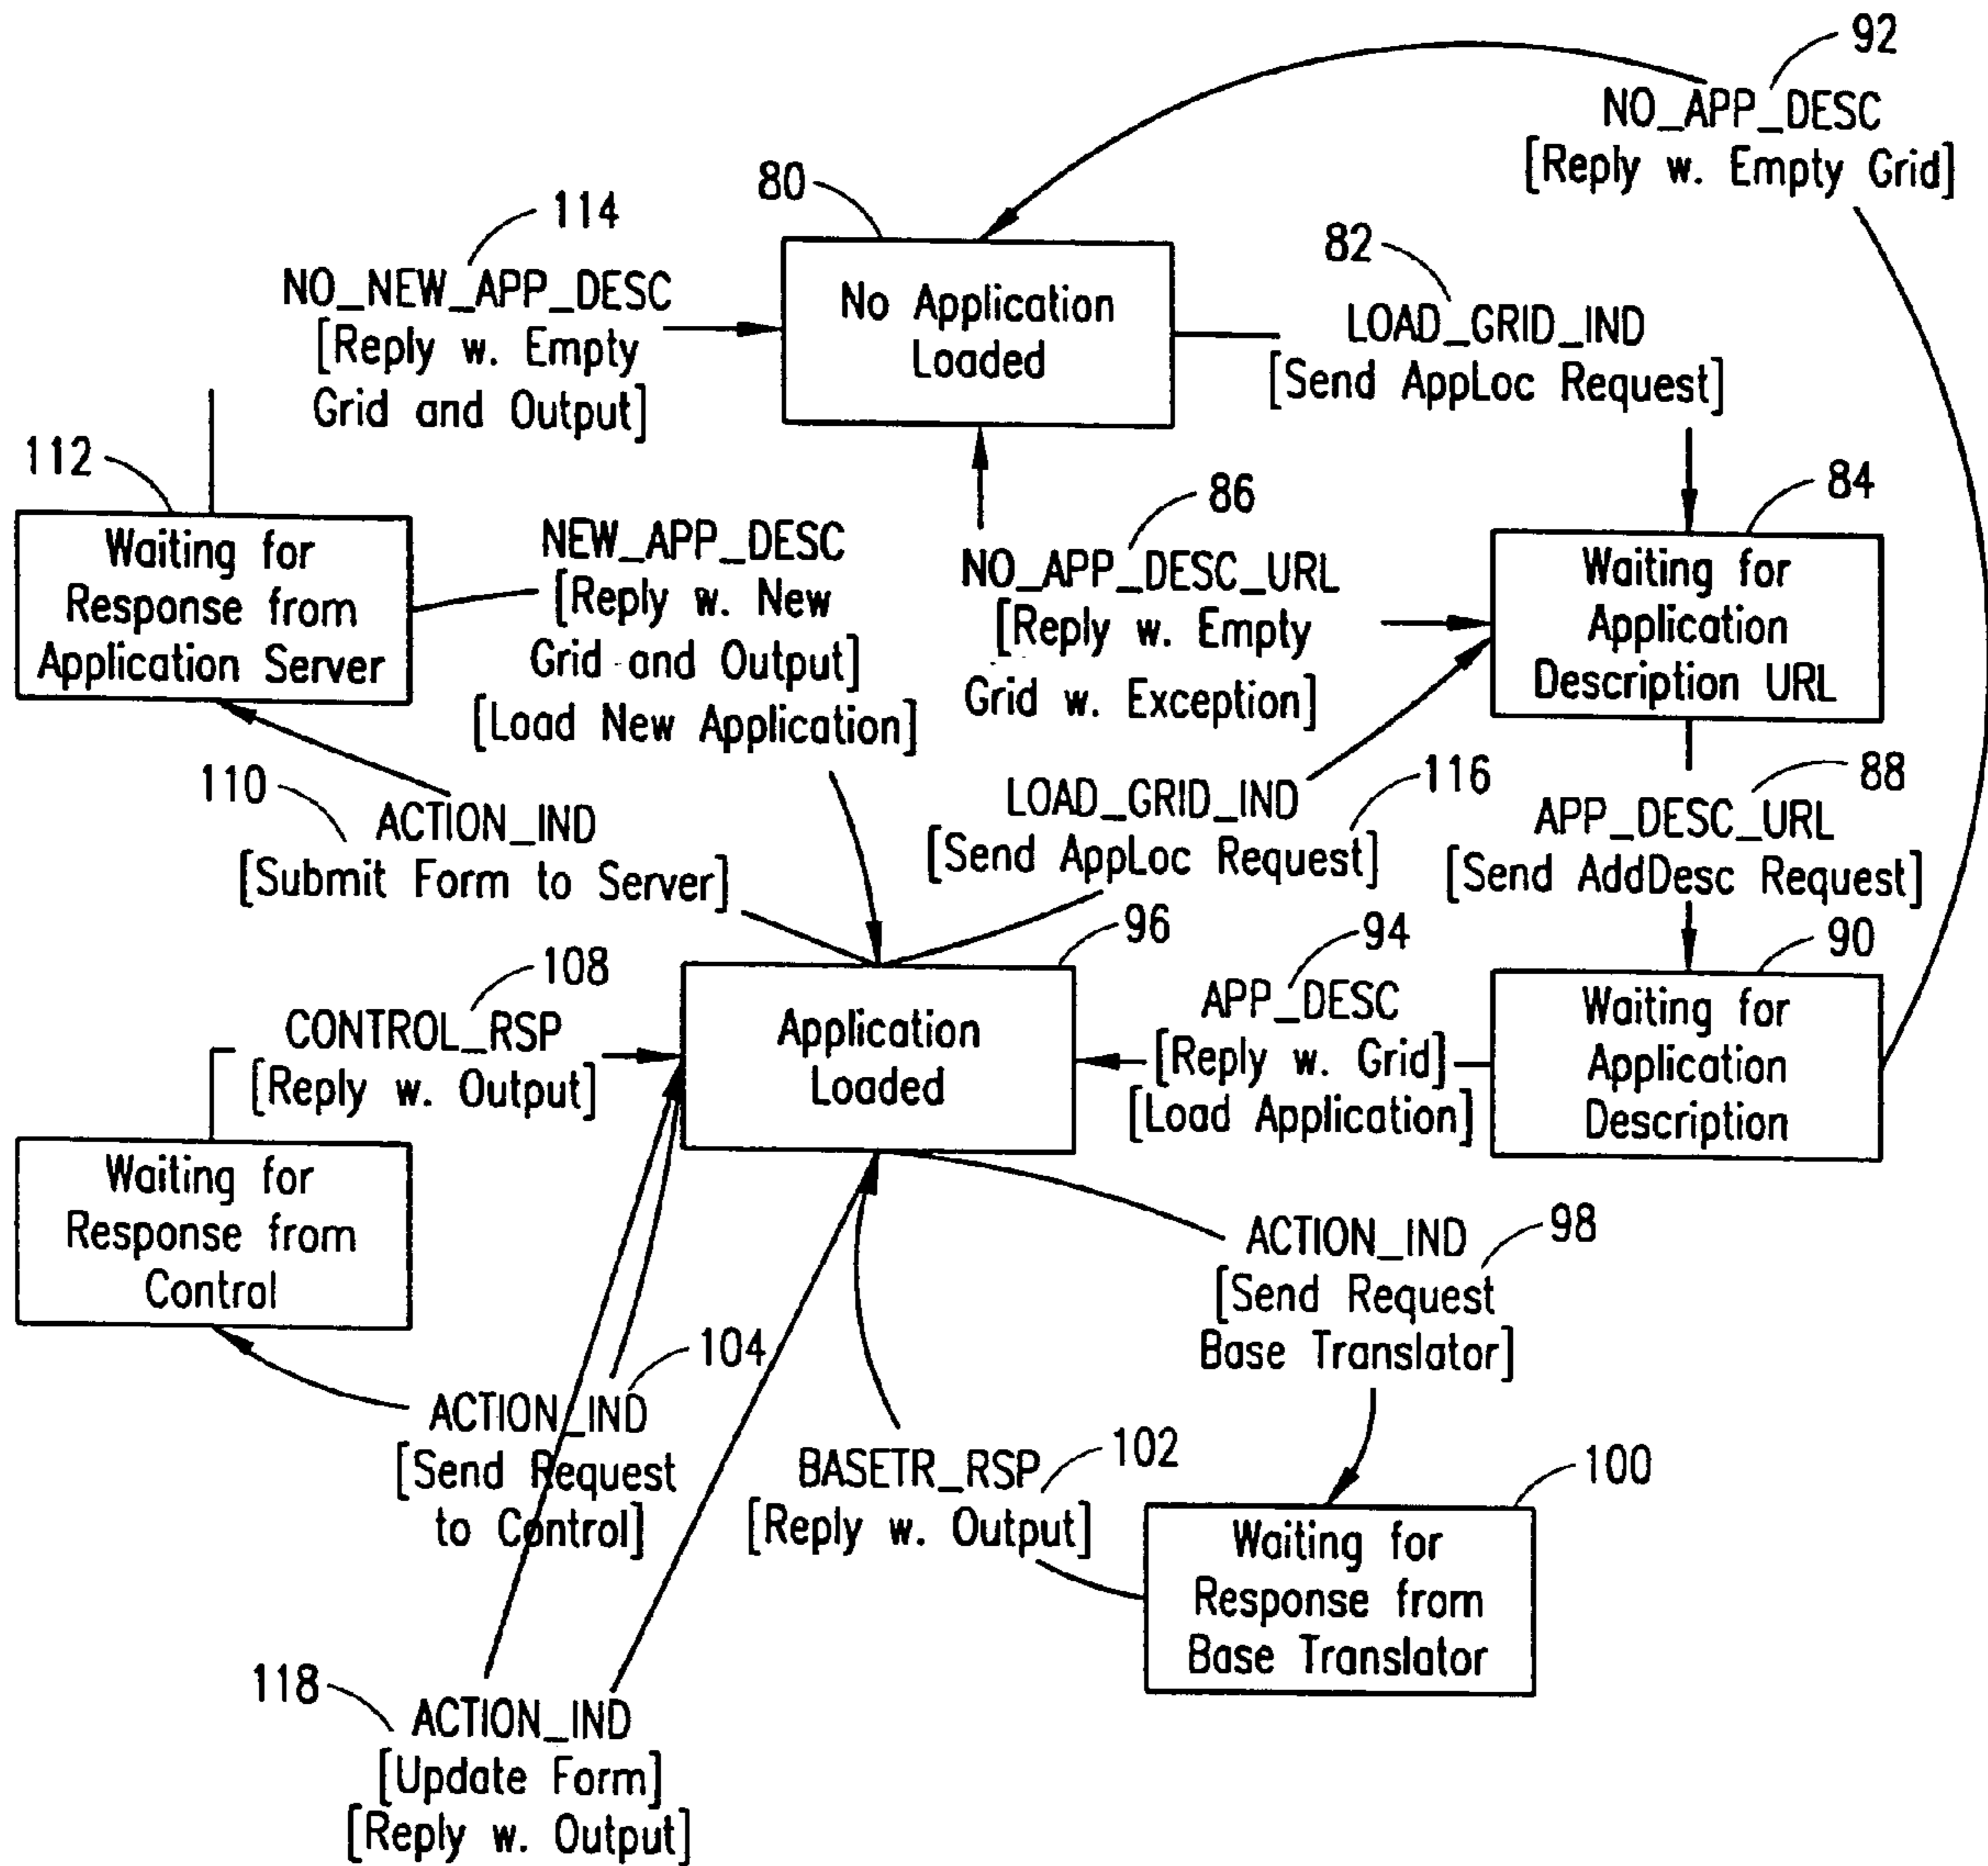 92
NO_APP_DESC
[Reply w. Empty Grid]
80
114
NO_NEW_APP_DESC
[Reply w. Empty
Grid and Output]
No Application
Loaded
82
LOAD_GRID_IND
[Send AppLoc Request]
112
Waiting for
Response from
Application Server
NEW_APP_DESC
[Reply w. New
Grid and Output]
[Load New Application]
86
NO_APP_DESC_URL
[Reply w. Empty
Grid w. Exception]
84
Waiting for
Application
Description URL
110
ACTION_IND
[Submit Form to Server]
LOAD_GRID_IND
[Send AppLoc Request]
116
88
APP_DESC_URL
[Send AddDesc Request]
108
CONTROL_RSP
[Reply w. Output]
96
Application
Loaded
94
APP_DESC
[Reply w. Grid]
[Load Application]
90
Waiting for
Application
Description
Waiting for
Response from
Control
104
ACTION_IND
[Send Request
to Control]
ACTION_IND
98
[Send Request
Base Translator]
BASETR_RSP
102
[Reply w. Output]
100
Waiting for
Response from
Base Translator
118
ACTION_IND
[Update Form]
[Reply w. Output]